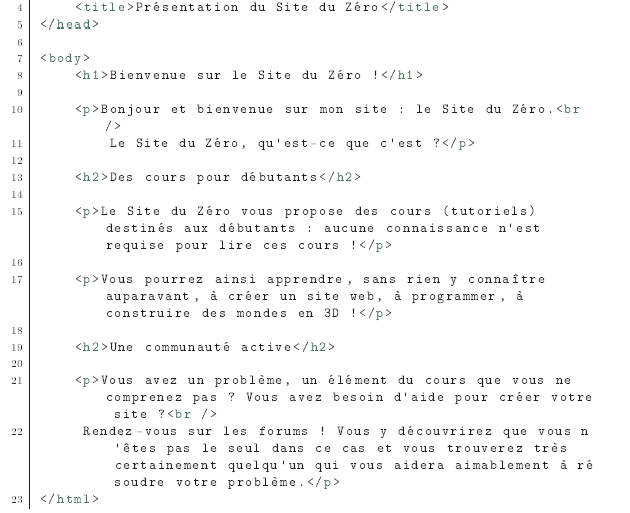 4 <title>Présentation du Site du Zéro</title>
5 </head>
6
7 <body>
8 <h1>Bienvenue sur le Site du Zéro !</h1>
9
10 <p>Bonjour et bienvenue sur mon site : le Site du Zéro.<br
/>
11 Le Site du Zéro, qu'est-ce que c'est ?</p>
12
13 <h2>Des cours pour débutants</h2>
14
15 <p>Le Site du Zéro vous propose des cours (tutoriels)
destinés aux débutants : aucune connaissance n'est
requise pour lire ces cours !</p>
16
17 <p>Vous pourrez ainsi apprendre, sans rien y connaître
auparavant, à créer un site web, à programmer, à
construire des mondes en 3D !</p>
18
19 <h2>Une communauté active</h2>
20
21 <p>Vous avez un problème, un élément du cours que vous ne
comprenez pas ? Vous avez besoin d'aide pour créer votre
site ?<br />
22 Rendez-vous sur les forums ! Vous y découvrirez que vous n
'êtes pas le seul dans ce cas et vous trouverez très
certainement quelqu'un qui vous aidera aimablement à ré
soudre votre problème.</p>
23 </html>